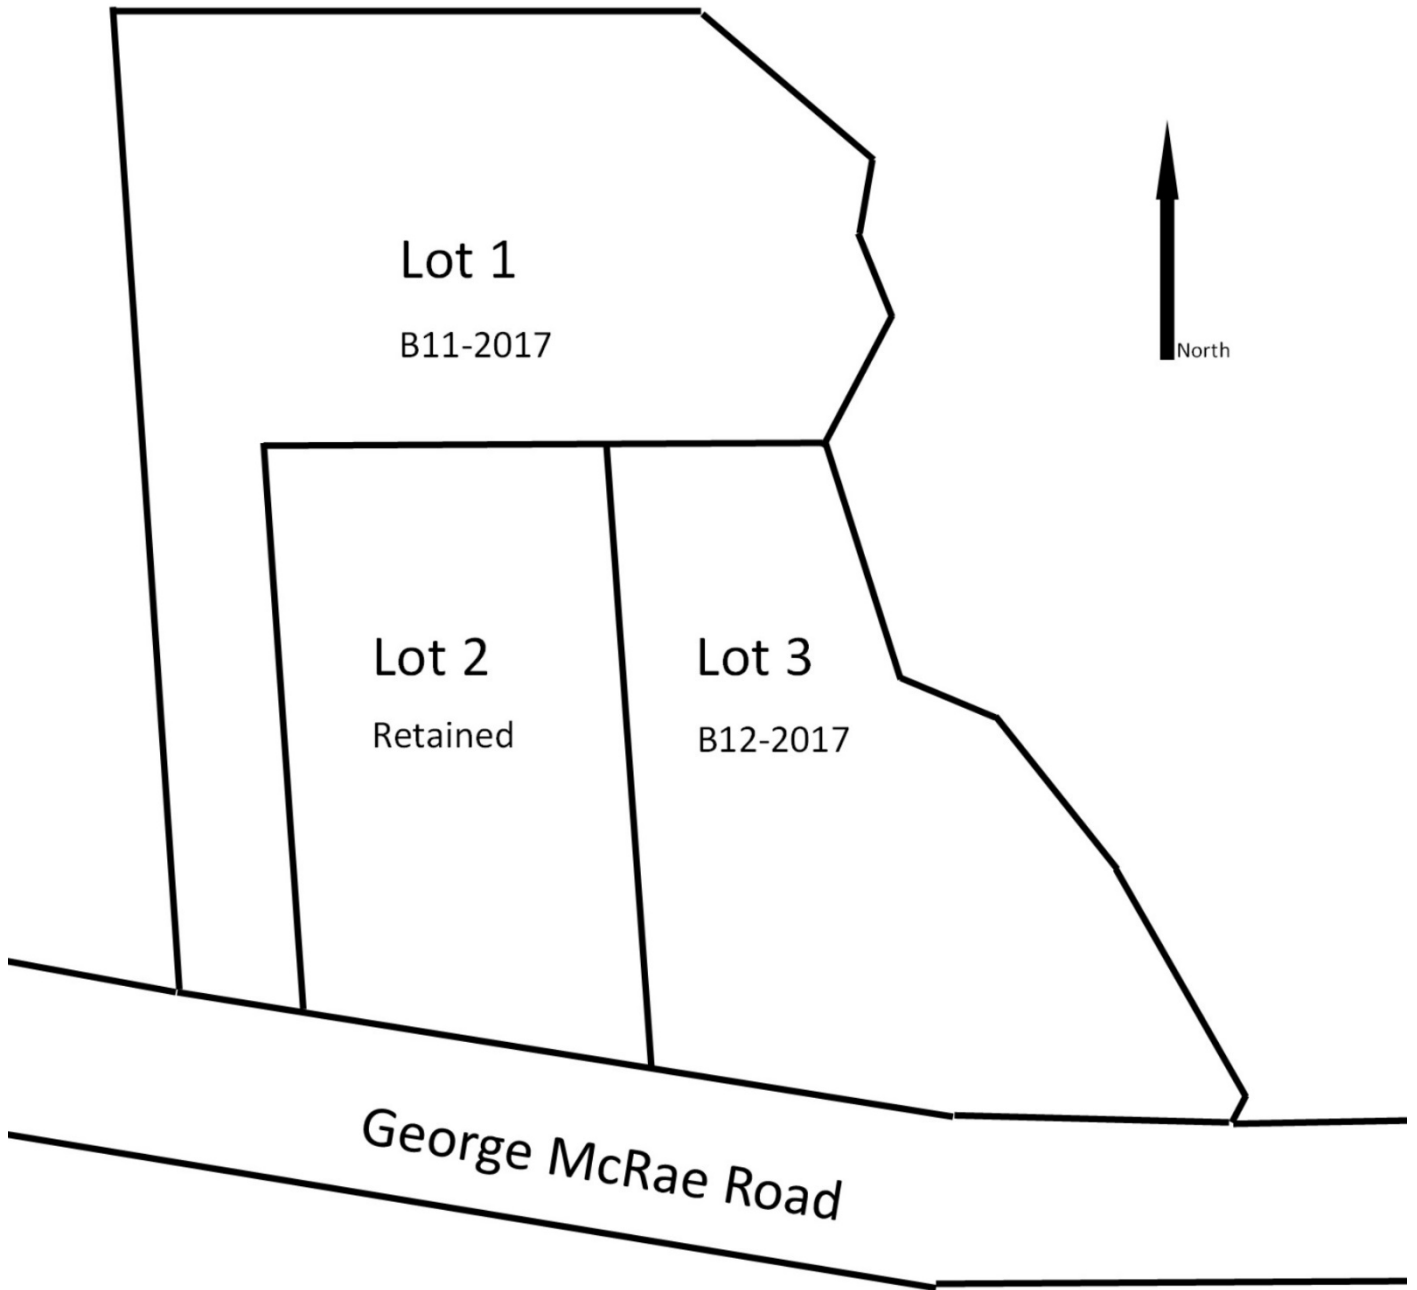 Lot 1
B11-2017
North
Lot 2
Retained
Lot 3
B12-2017
George McRae Road